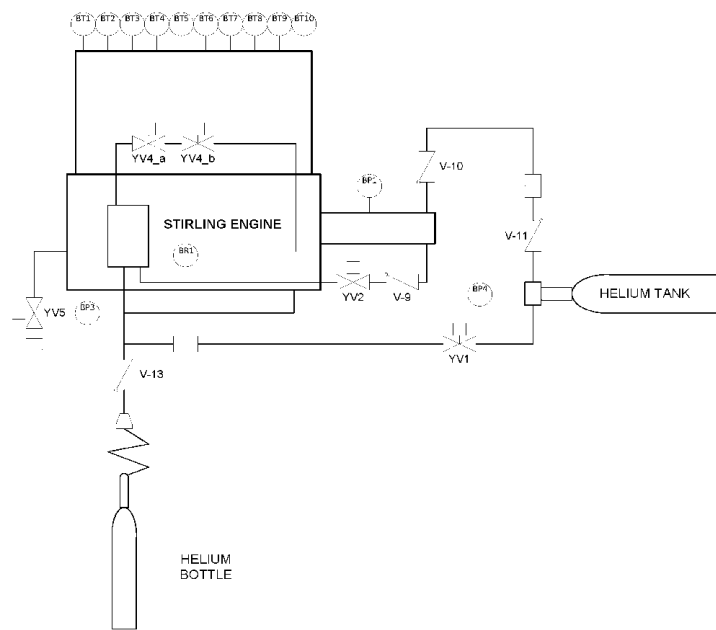 BT1 BT2 BT3 BT4 BT5 BT6 BT7 BT8 BT9 BT10
YV4_a YV4_b
V-10
BP1
STIRLING ENGINE
V-11
BR1
BP4
HELIUM TANK
YV2
V-9
YV5
BP3
YV1
V-13
HELIUM
BOTTLE